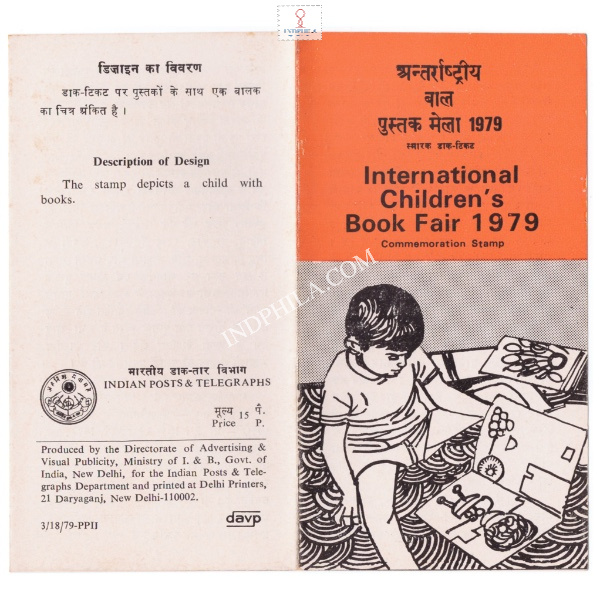 INDPHILA
डिज़ाइन का विवरण
डाक-टिकट पर पुस्तकों के साथ एक बालक
का चित्र अंकित है ।
Description of Design
The stamp depicts a child with
books.
भारतीय डाक-तार विभाग
INDIAN POSTS & TELEGRAPHS
मूल्य 15 पै.
Price P.
Produced by the Directorate of Advertising &
Visual Publicity, Ministry of I. & B., Govt. of
India, New Delhi, for the Indian Posts & Tele-
graphs Department and printed at Delhi Printers,
21 Daryaganj, New Delhi-110002.
3/18/79-PPII
davp
अन्तर्राष्ट्रीय
बाल
पुस्तक मेला 1979
स्मारक डाक-टिकट
International
Children's
Book Fair 1979
Commemoration Stamp
INDPHILA.COM